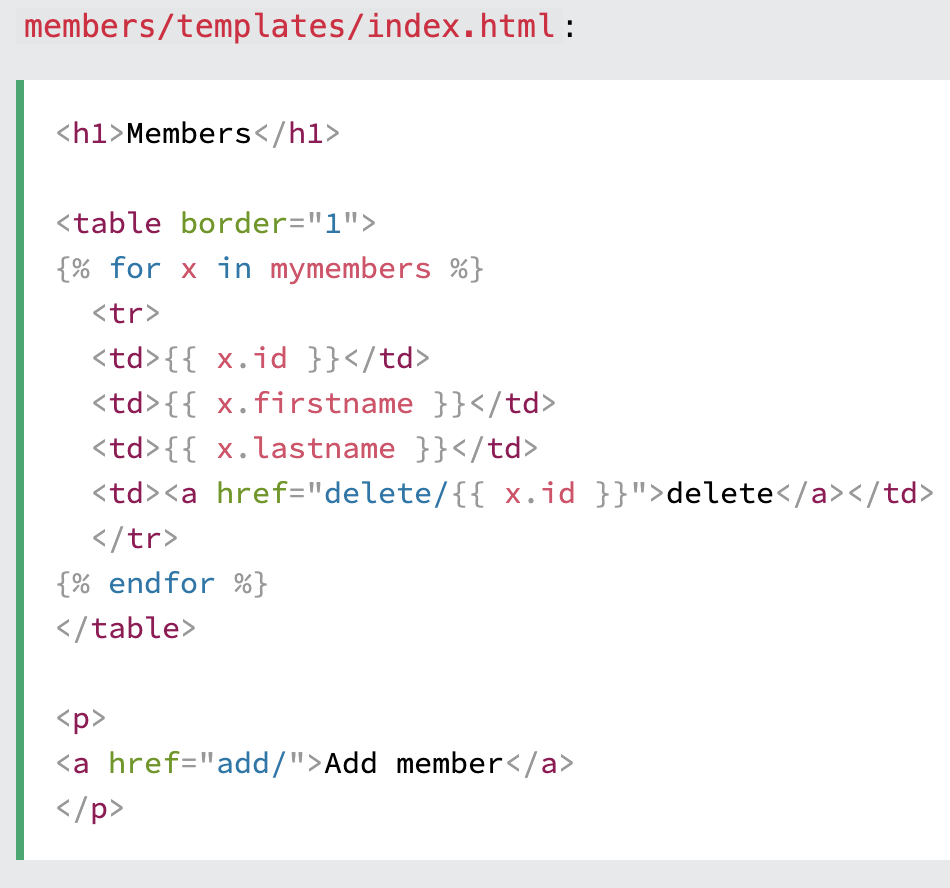 members/templates/index.html:
<h1>Members</h1>
<table border="1">
{% for x in mymembers %}
<tr>
<td>{{ x.id }}</td>
<td>{{ x.firstname }}</td>
<td>{{ x.lastname }}</td>
<td><a href="delete/{{ x.id }}">delete</a></td>
</tr>
{% endfor %}
</table>
<p>
<a href="add/">Add member</a>
</p>